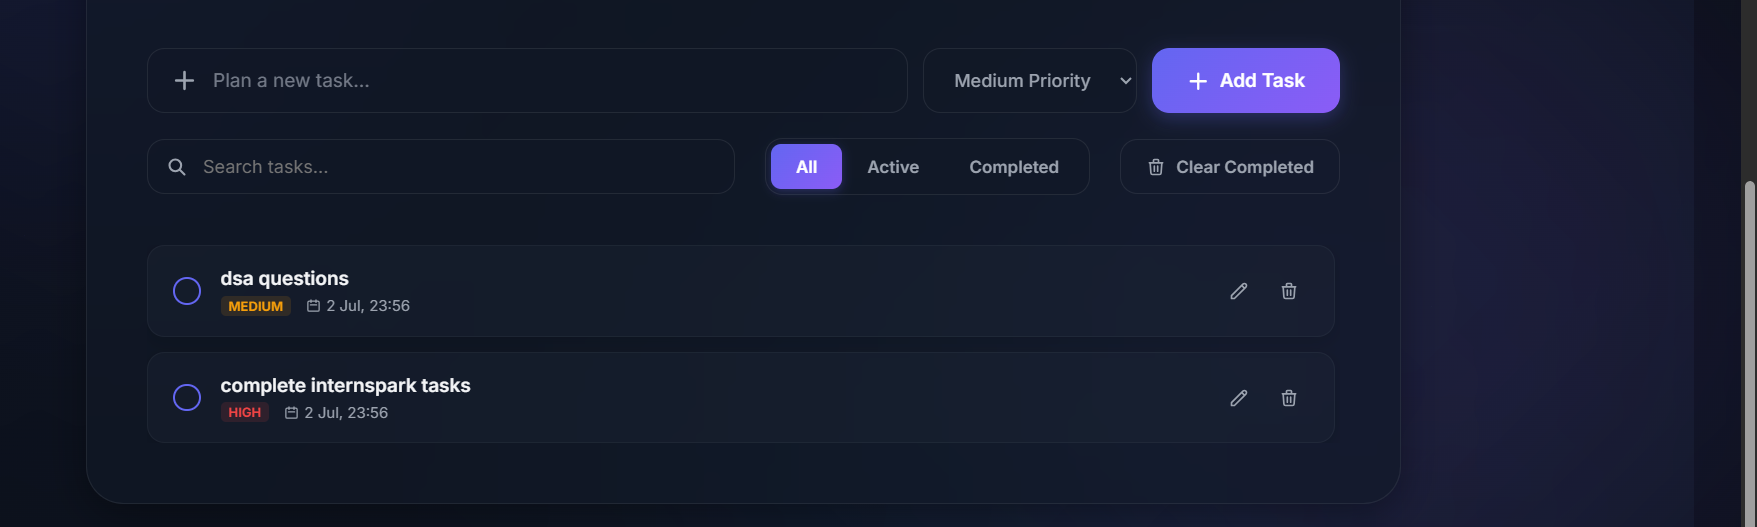 Plan a new task...
Medium Priority
Add Task
Search tasks...
All
Active
Completed
Clear Completed
dsa questions
MEDIUM
2 Jul, 23:56
complete internspark tasks
HIGH
2 Jul, 23:56